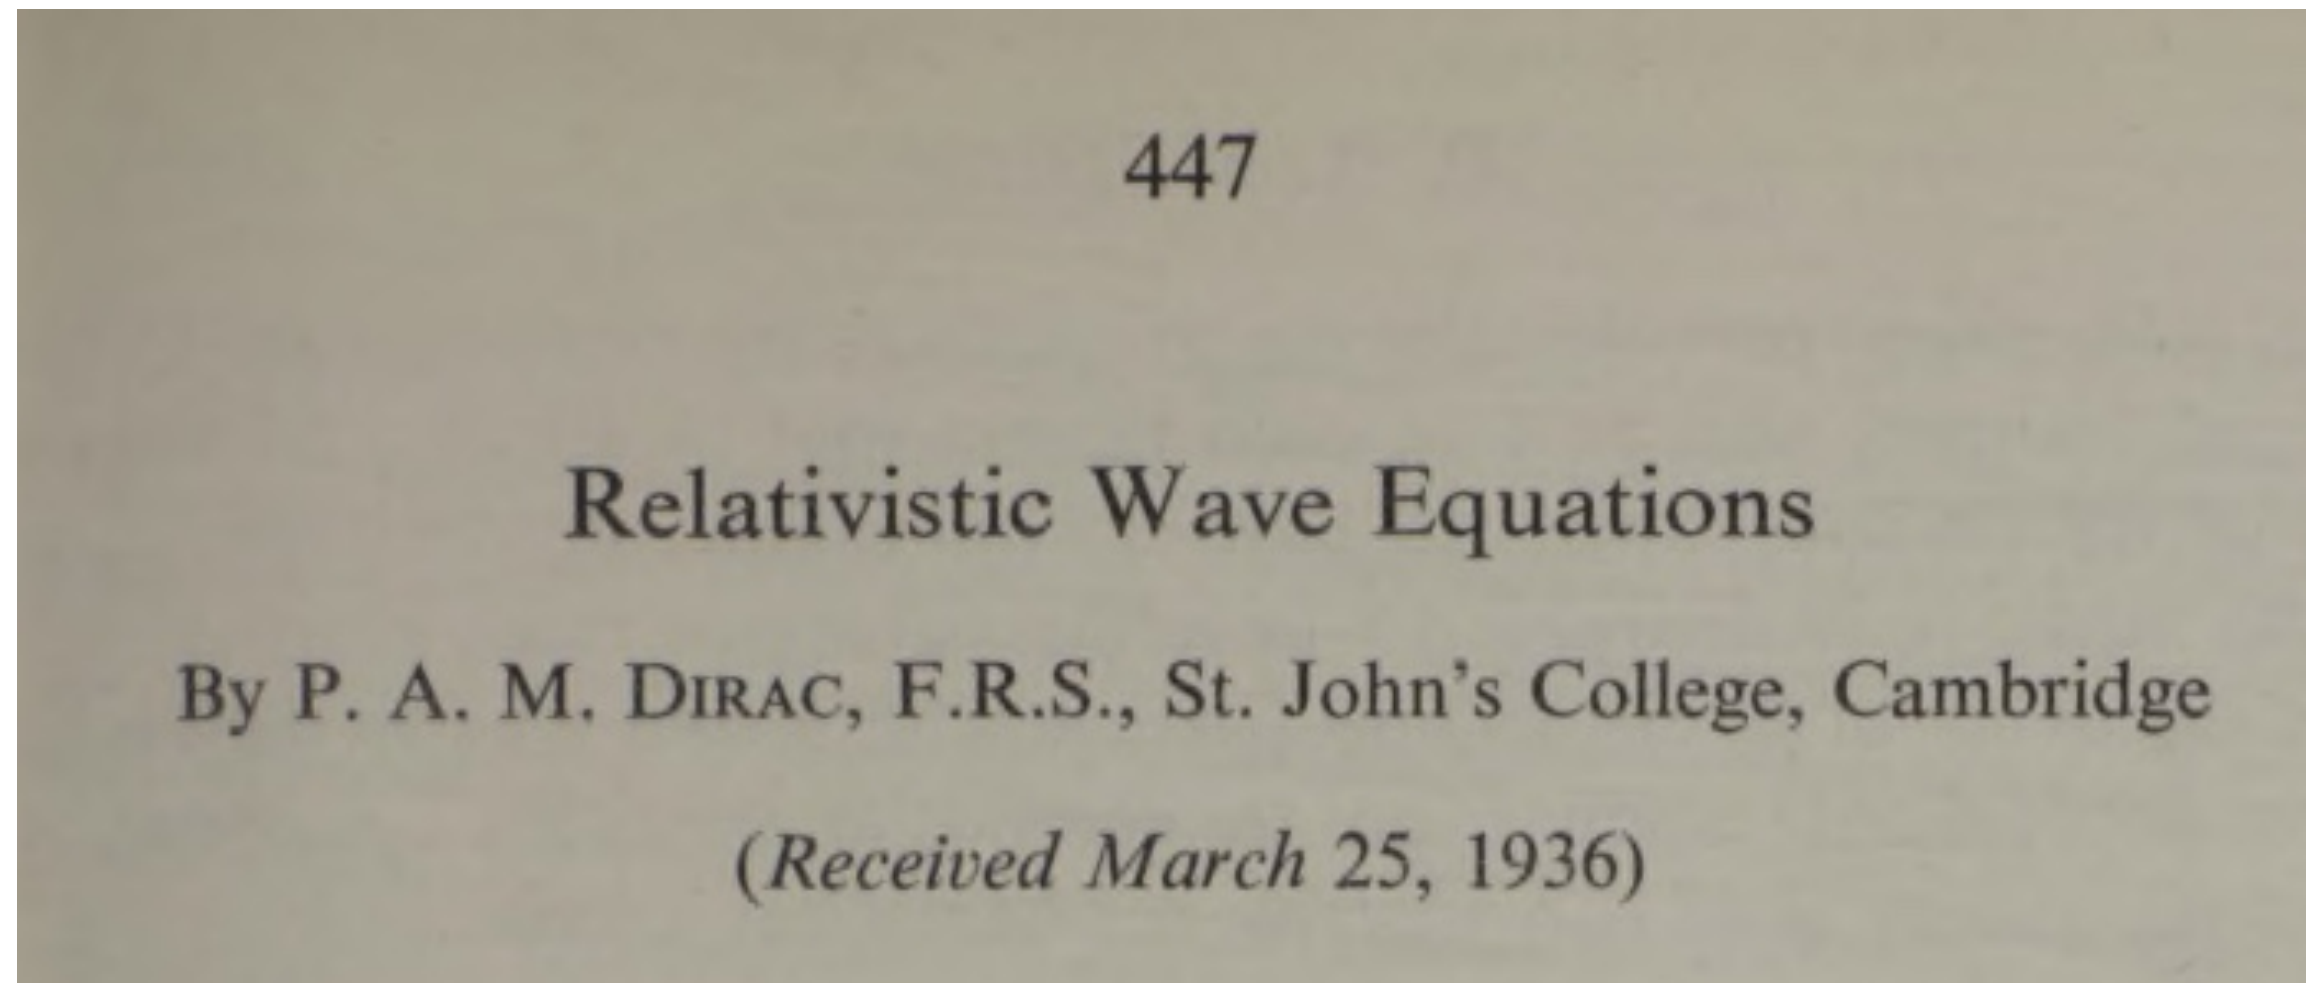 447
Relativistic Wave Equations
By P. A. M. DIRAC, F.R.S., St. John's College, Cambridge
(Received March 25, 1936)